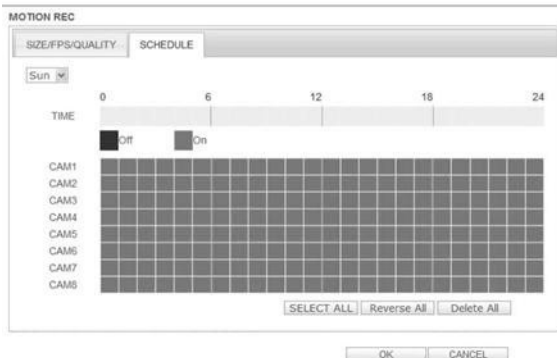 MOTION REC
SIZE/FPS/QUALITY SCHEDULE
Sun
0 6 12 18 24
TIME
Off On
CAM1
CAM2
CAM3
CAM4
CAM5
CAM6
CAM7
CAM8
SELECT ALL Reverse All Delete All
OK CANCEL